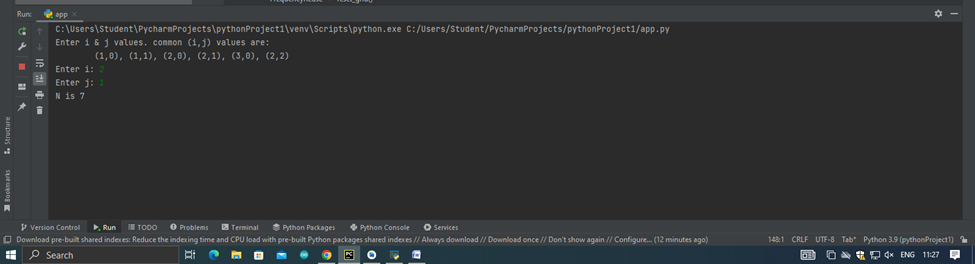 Run:
app
C:\Users\Student\PycharmProjects\pythonProject1\venv\Scripts\python.exe C:/Users/Student/PycharmProjects/pythonProject1/app.py
Enter i & j values. common (i,j) values are:
(1,0), (1,1), (2,0), (2,1), (3,0), (2,2)
Enter i: 2
Enter j: 1
N is 7
Structure
Bookmarks
Version Control Run TODO Problems Terminal Python Packages Python Console Services
Download pre-built shared indexes: Reduce the indexing time and CPU load with pre-built Python packages shared indexes // Always download // Download once // Don't show again // Configure... (12 minutes ago) 148:1 CRLF UTF-8 Tab* Python 3.9 (pythonProject1)
Search ENG 11:27